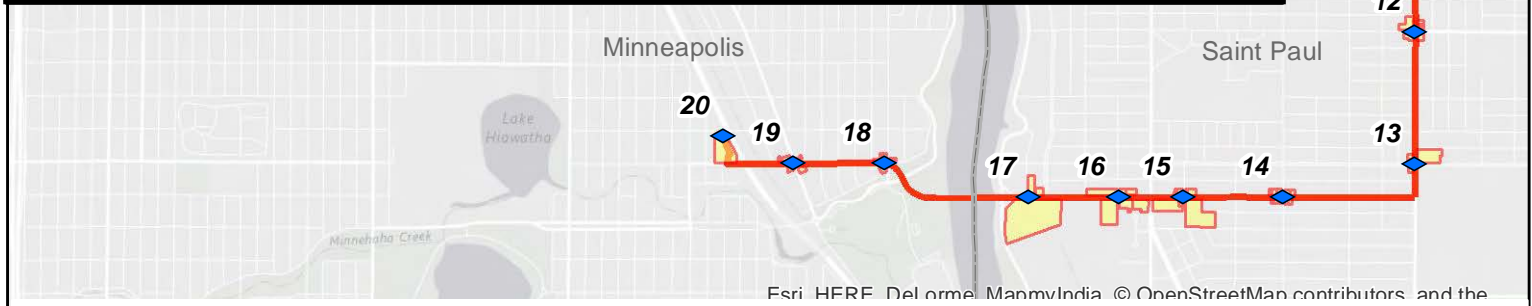 12
Minneapolis
Saint Paul
20
19
18
Lake
Hiawatha
13
17
16
15
14
Minnehaha Creek
Esri, HERE, DeLorme, MapmyIndia, © OpenStreetMap contributors, and the